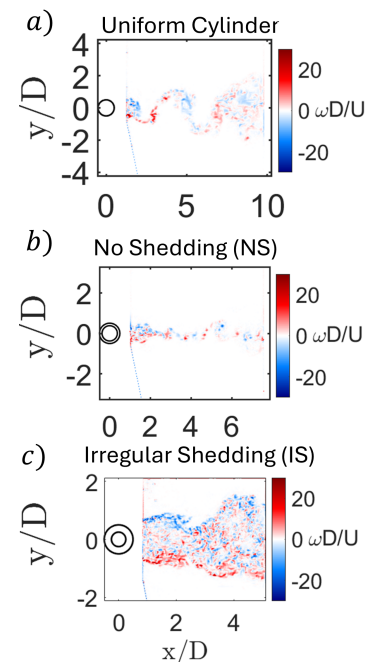 a) Uniform Cylinder
4
2
0
-2
-4
y/D
0 5 10
20
0 ωD/U
-20
b) No Shedding (NS)
2
0
-2
y/D
0 2 4 6
20
0 ωD/U
-20
c) Irregular Shedding (IS)
2
0
-2
y/D
0 2 4
x/D
20
0 ωD/U
-20